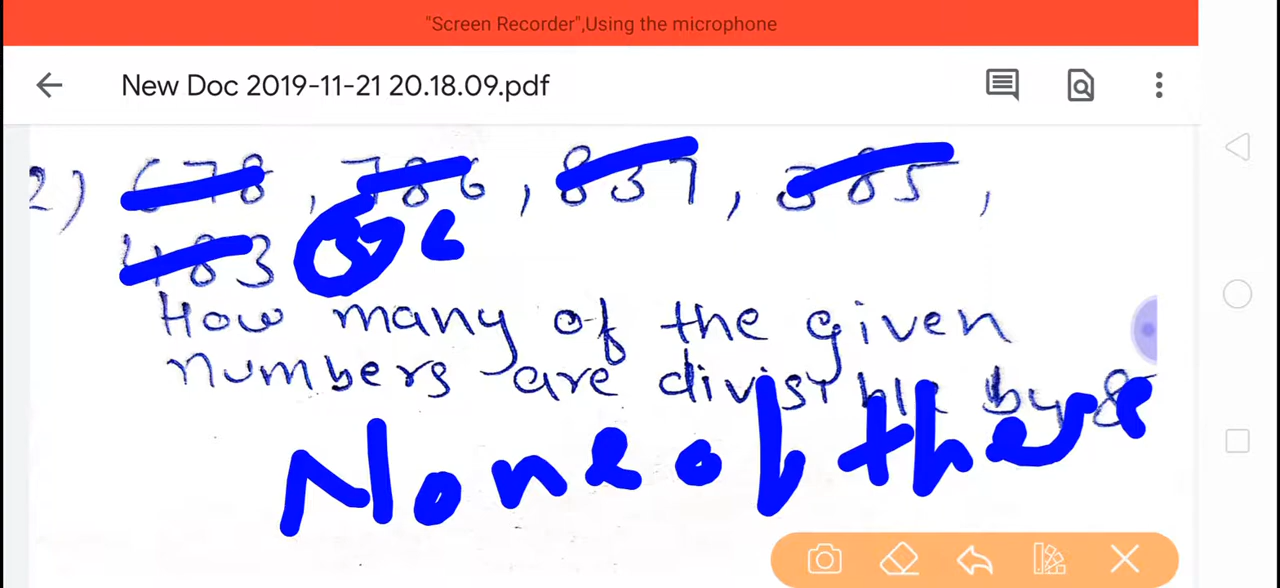 "Screen Recorder",Using the microphone
New Doc 2019-11-21 20.18.09.pdf
2) 678, 786, 837, 385,
483
How many of the given
numbers are divisible by 8
None of these